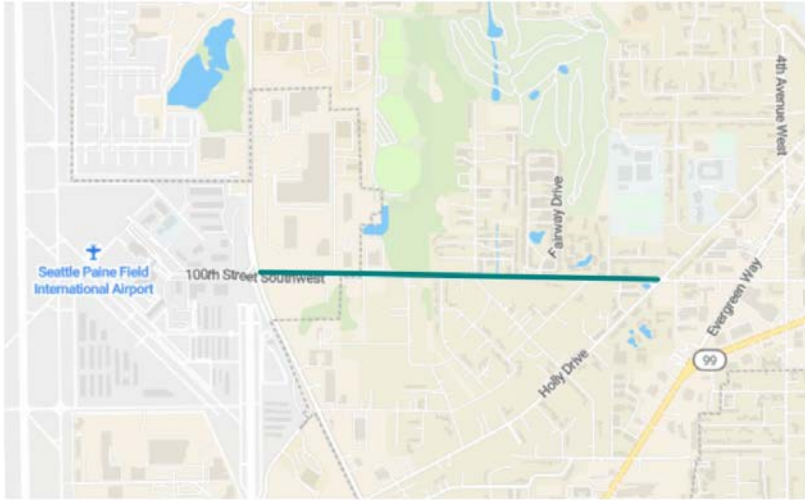 4th Avenue West
Fairway Drive
Seattle Paine Field
International Airport
100th Street Southwest
Evergreen Way
Holly Drive
99